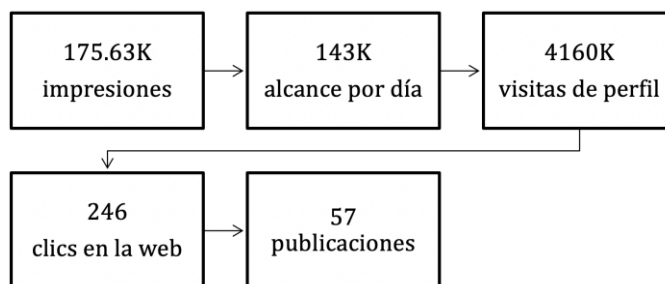 175.63K
impresiones
143K
alcance por día
4160K
visitas de perfil
246
clics en la web
57
publicaciones